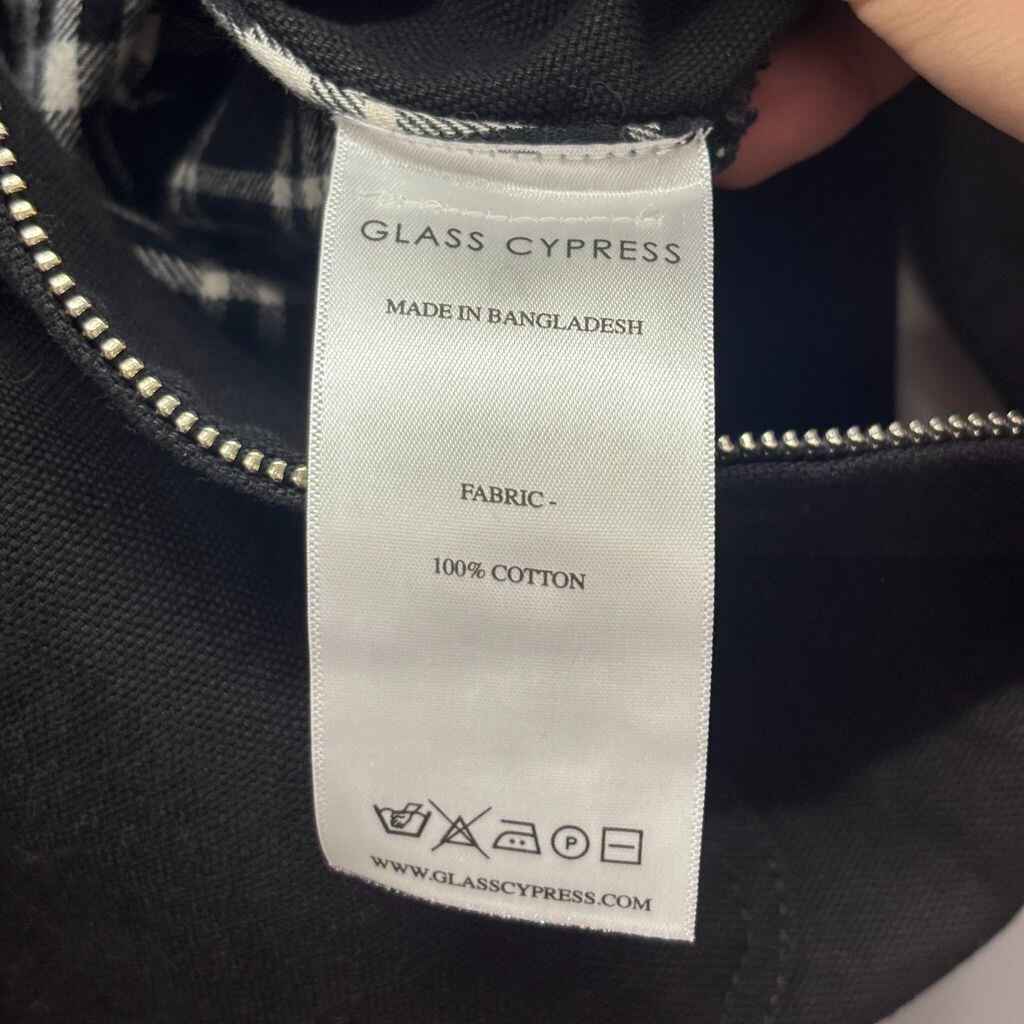 GLASS CYPRESS
MADE IN BANGLADESH
FABRIC -
100% COTTON
P
WWW.GLASSCYPRESS.COM